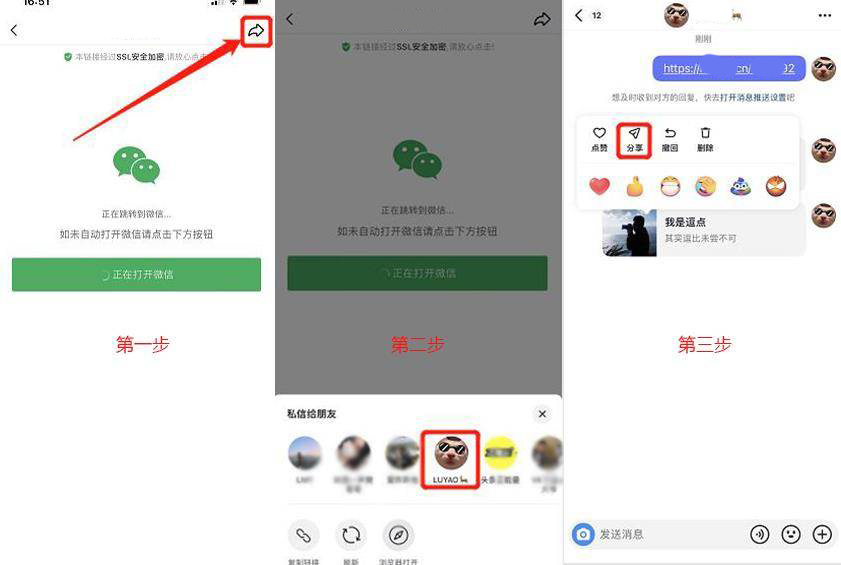 16:51
本链接经过SSL安全加密,请放心点击!
正在跳转到微信...
如未自动打开微信请点击下方按钮
正在打开微信
第一步
本链接经过SSL安全加密,请放心点击!
正在跳转到微信...
如未自动打开微信请点击下方按钮
正在打开微信
第二步
私信给朋友
LUYAO
头条正能量
复制链接
刷新
浏览器打开
12
刚刚
https://
cn/
92
想及时收到对方的回复，快去打开消息推送设置吧
点赞
分享
撤回
删除
我是逗点
其实逗比未尝不可
第三步
发送消息